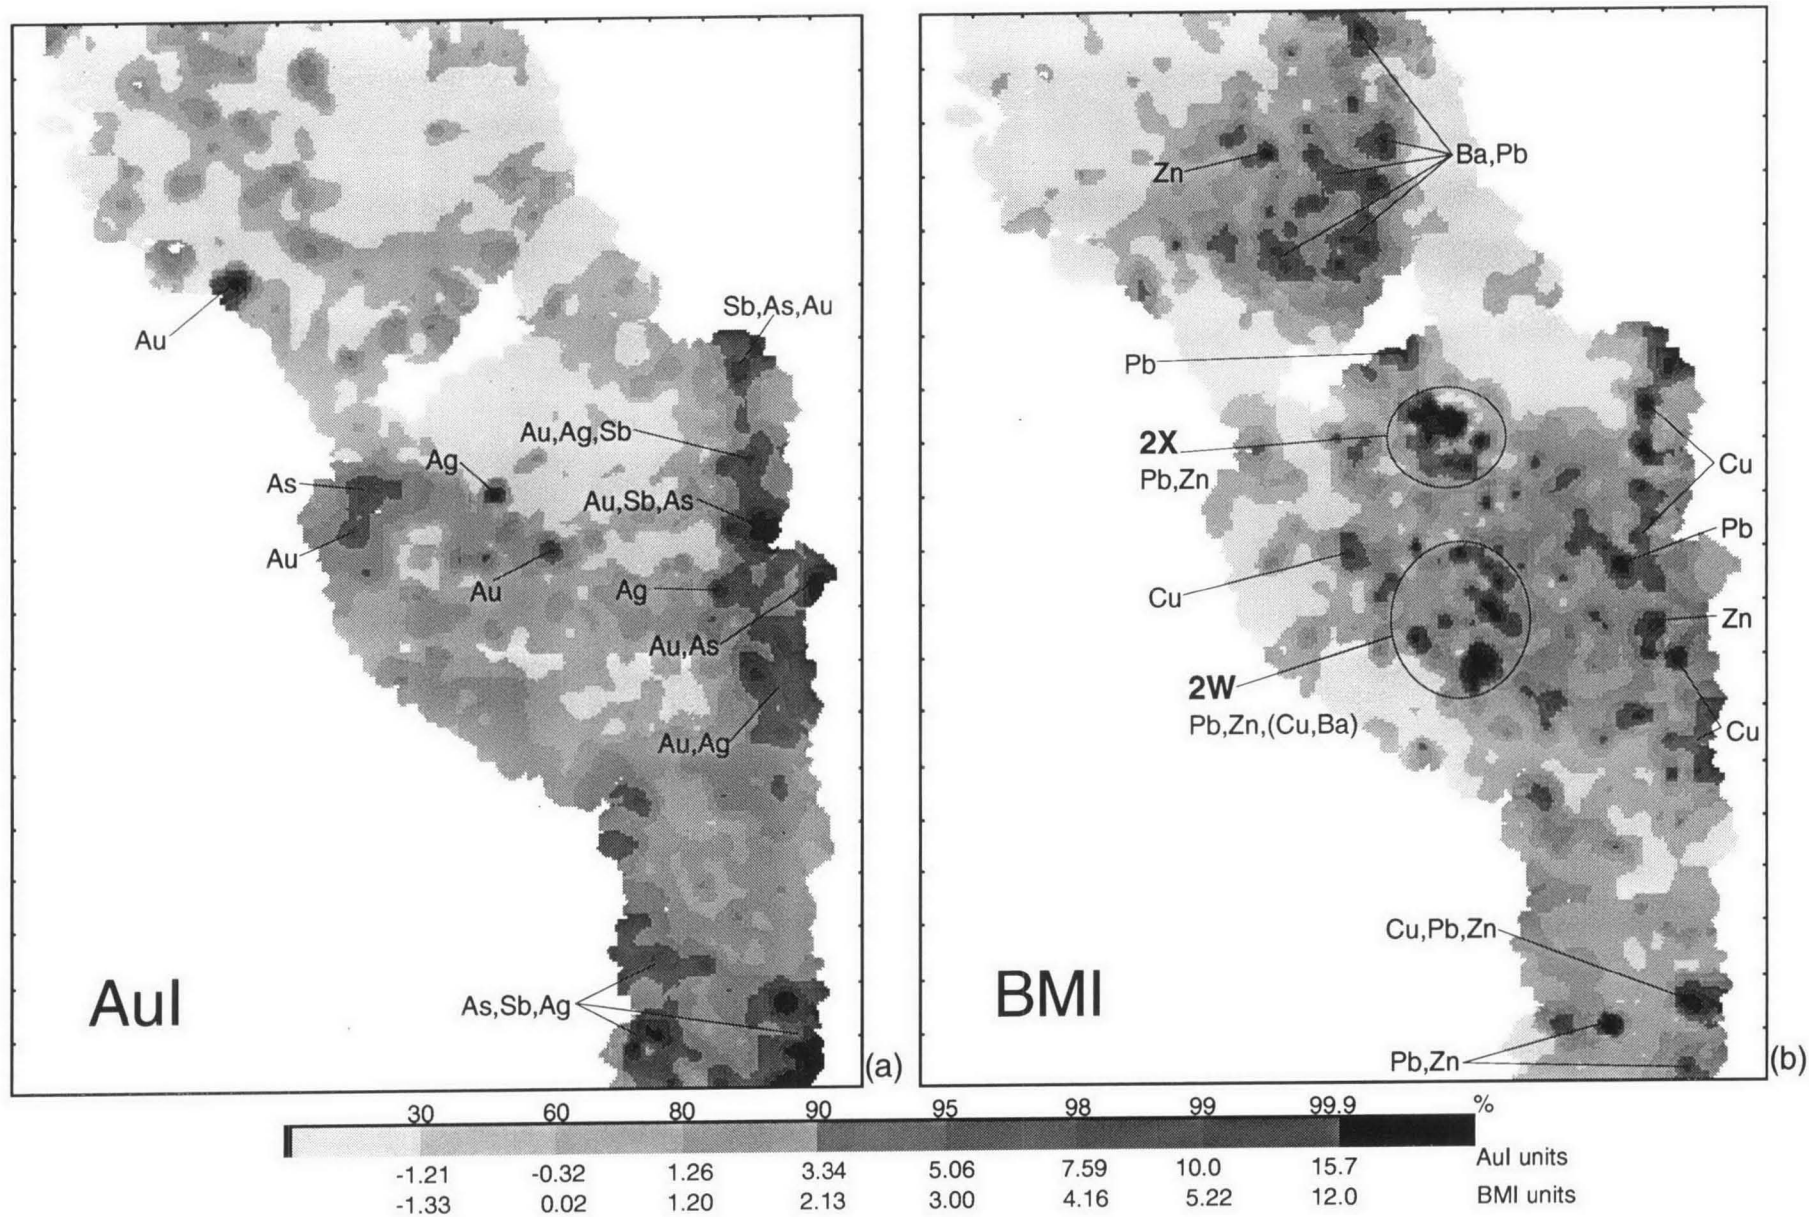 Au
Sb,As,Au
Au,Ag,Sb
Ag
As
Au,Sb,As
Au
Au
Ag
Au,As
Au,Ag
As,Sb,Ag
AuI
(a)
Zn
Ba,Pb
Pb
2X
Pb,Zn
Cu
Pb
Cu
Zn
2W
Pb,Zn,(Cu,Ba)
Cu
Cu,Pb,Zn
BMI
Pb,Zn
(b)
30 60 80 90 95 98 99 99.9 %
-1.21 -0.32 1.26 3.34 5.06 7.59 10.0 15.7 AuI units
-1.33 0.02 1.20 2.13 3.00 4.16 5.22 12.0 BMI units